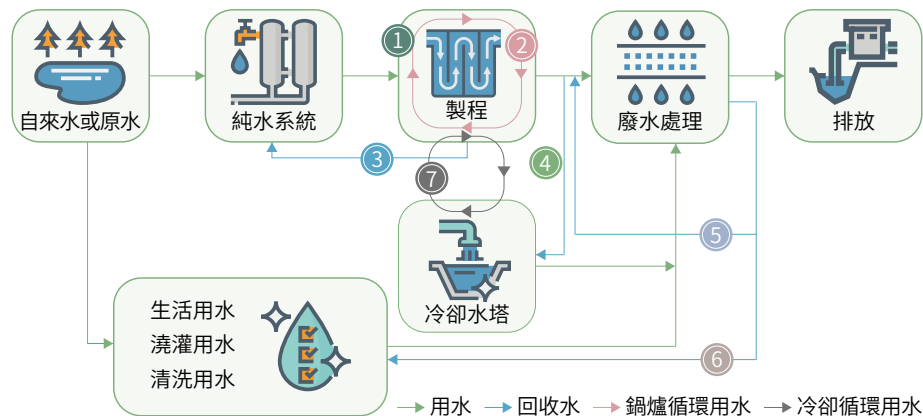 自來水或原水
純水系統
1
2
製程
廢水處理
排放
3
7
4
冷卻水塔
5
6
生活用水
澆灌用水
清洗用水
用水
回收水
鍋爐循環用水
冷卻循環用水